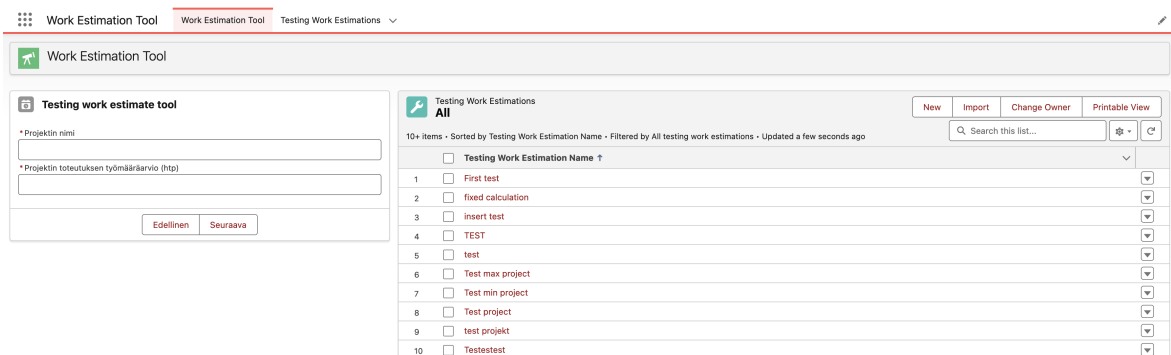 Work Estimation Tool Work Estimation Tool Testing Work Estimations
Work Estimation Tool
Testing work estimate tool
* Projektin nimi
* Projektin toteutuksen työmääräarvio (htp)
Edellinen Seuraava
Testing Work Estimations
All
New Import Change Owner Printable View
10+ items • Sorted by Testing Work Estimation Name • Filtered by All testing work estimations • Updated a few seconds ago
Search this list...
Testing Work Estimation Name ↑
1 First test
2 fixed calculation
3 insert test
4 TEST
5 test
6 Test max project
7 Test min project
8 Test project
9 test projekt
10 Testestest